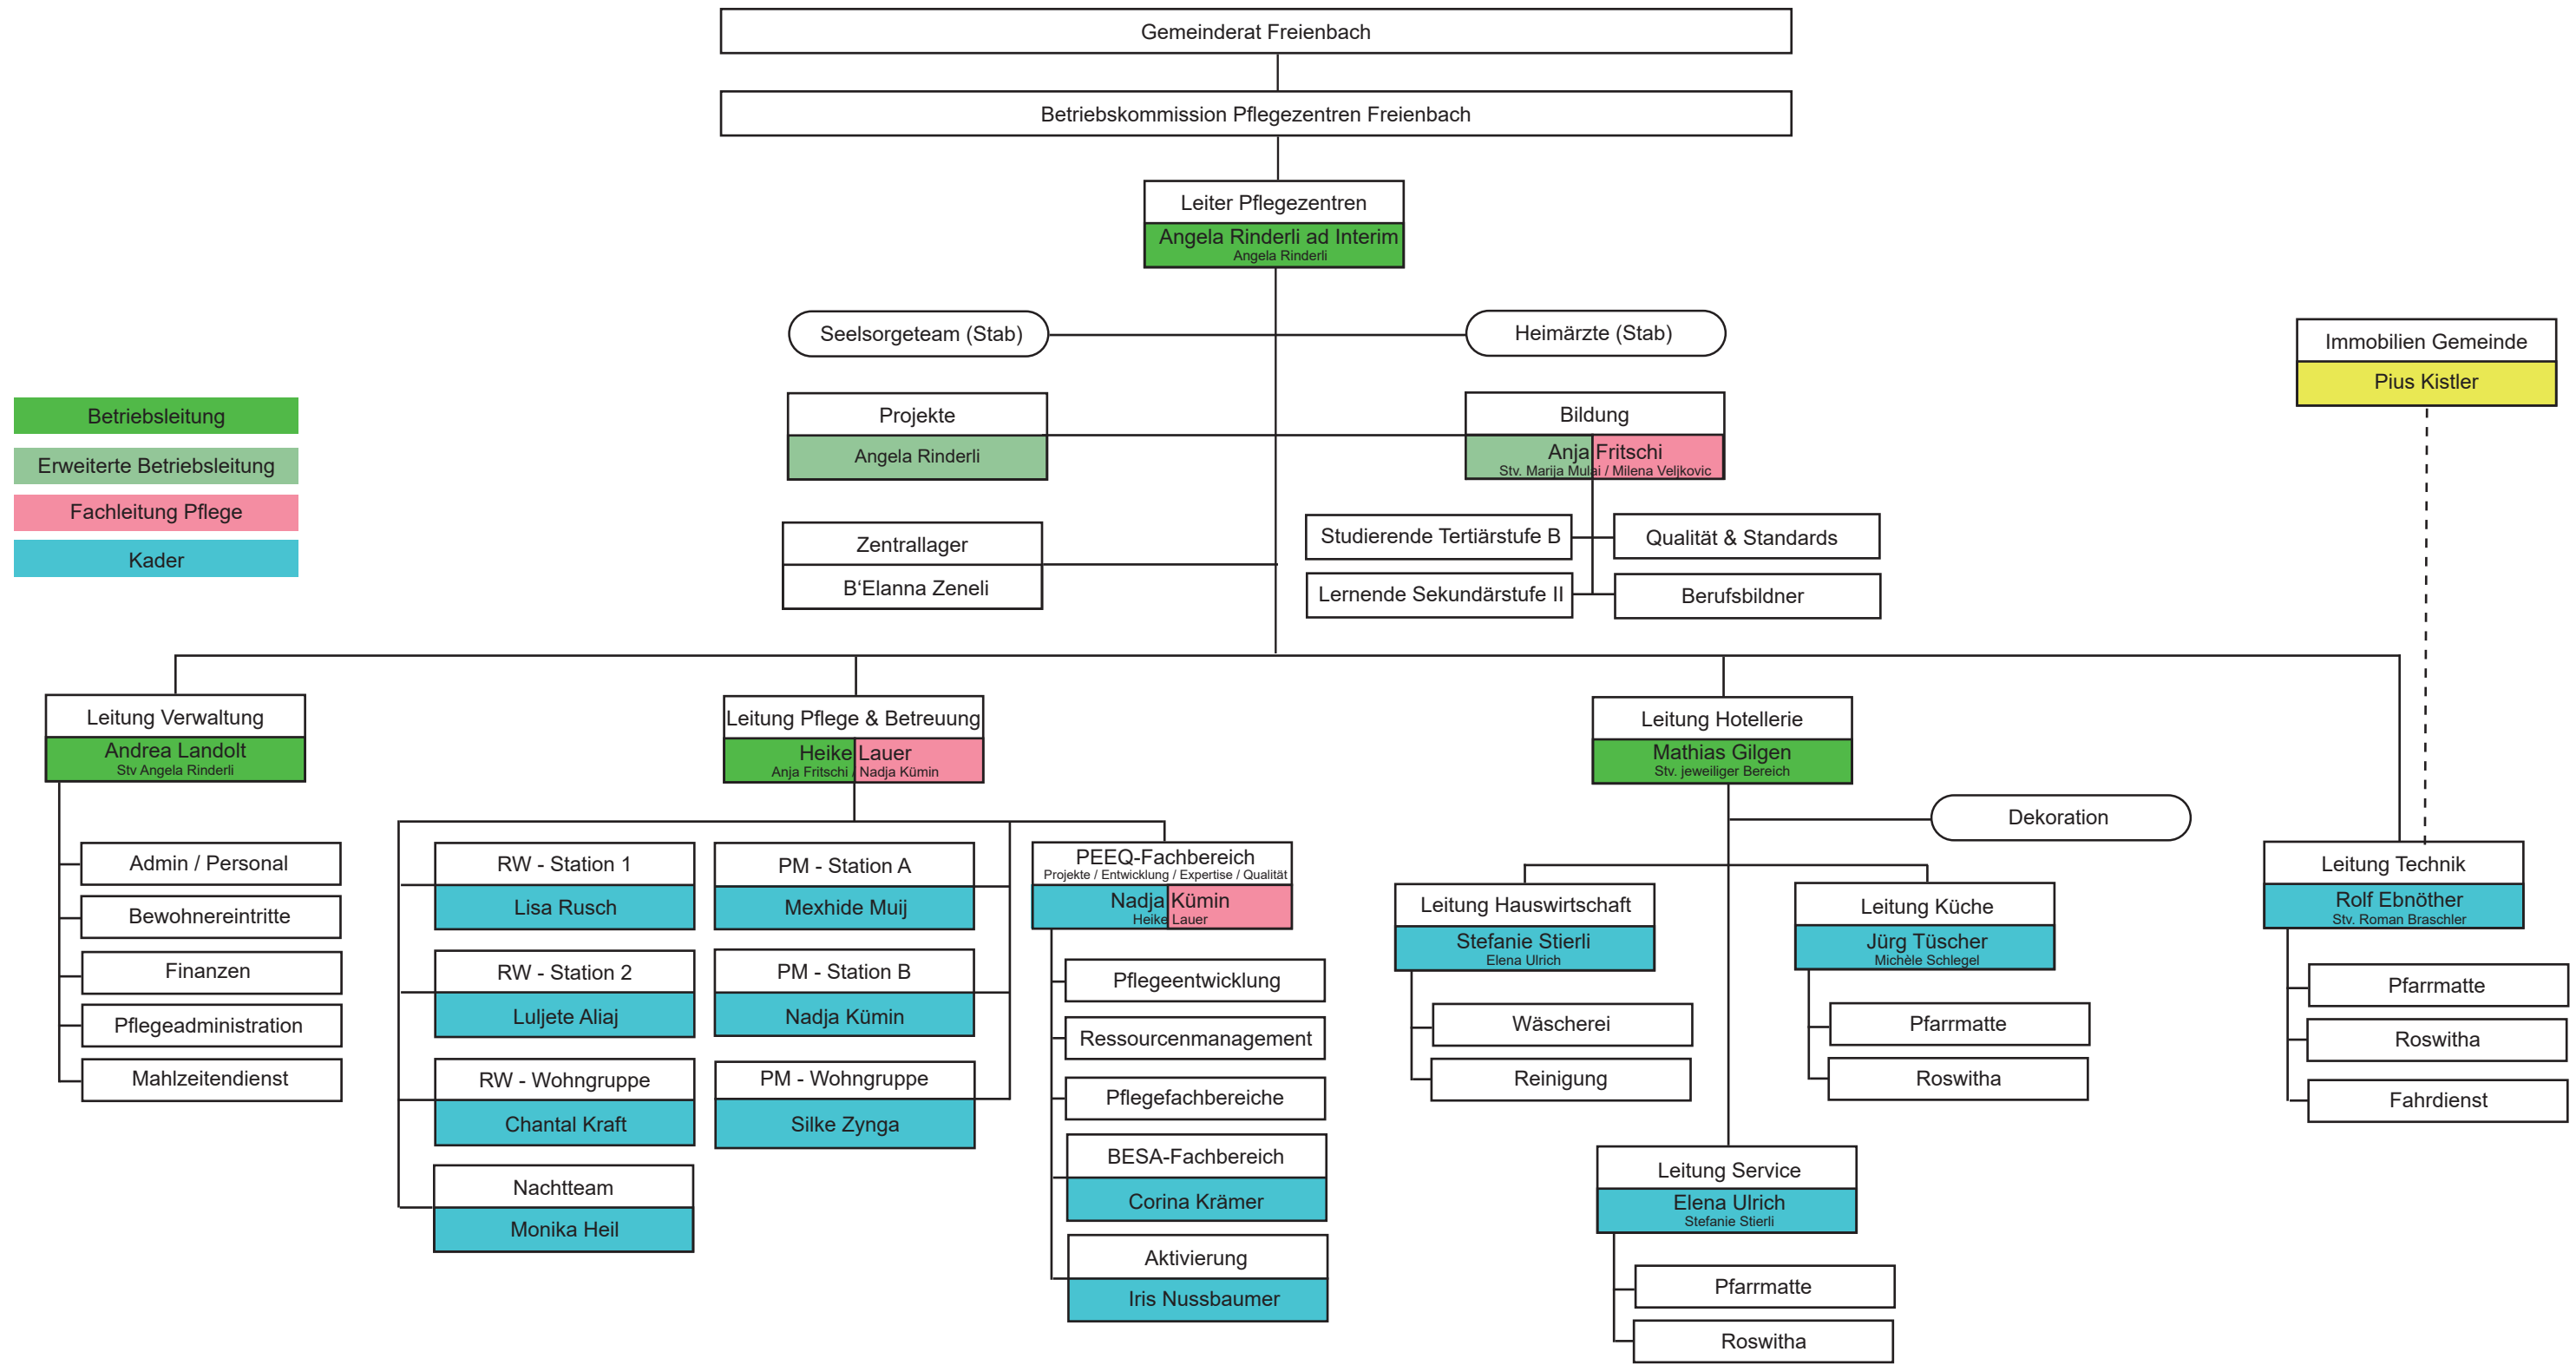 Gemeinderat Freienbach
Betriebskommission Pflegezentren Freienbach
Leiter Pflegezentren
Angela Rinderli ad Interim
Angela Rinderli
Seelsorgeteam (Stab)
Heimärzte (Stab)
Immobilien Gemeinde
Pius Kistler
Betriebsleitung
Erweiterte Betriebsleitung
Fachleitung Pflege
Kader
Projekte
Angela Rinderli
Bildung
Anja Fritschi
Stv. Marija Mulai / Milena Veljkovic
Zentrallager
B‘Elanna Zeneli
Studierende Tertiärstufe B
Qualität & Standards
Lernende Sekundärstufe II
Berufsbildner
Leitung Verwaltung
Andrea Landolt
Stv Angela Rinderli
Admin / Personal
Bewohnereintritte
Finanzen
Pflegeadministration
Mahlzeitendienst
Leitung Pflege & Betreuung
Heike Lauer
Anja Fritschi / Nadja Kümin
RW - Station 1
Lisa Rusch
RW - Station 2
Luljete Aliaj
RW - Wohngruppe
Chantal Kraft
Nachtteam
Monika Heil
PM - Station A
Mexhide Muij
PM - Station B
Nadja Kümin
PM - Wohngruppe
Silke Zynga
PEEQ-Fachbereich
Projekte / Entwicklung / Expertise / Qualität
Nadja Kümin
Heike Lauer
Pflegeentwicklung
Ressourcenmanagement
Pflegefachbereiche
BESA-Fachbereich
Corina Krämer
Aktivierung
Iris Nussbaumer
Leitung Hotellerie
Mathias Gilgen
Stv. jeweiliger Bereich
Dekoration
Leitung Hauswirtschaft
Stefanie Stierli
Elena Ulrich
Wäscherei
Reinigung
Leitung Küche
Jürg Tüscher
Michèle Schlegel
Pfarrmatte
Roswitha
Leitung Service
Elena Ulrich
Stefanie Stierli
Pfarrmatte
Roswitha
Leitung Technik
Rolf Ebnöther
Stv. Roman Braschler
Pfarrmatte
Roswitha
Fahrdienst